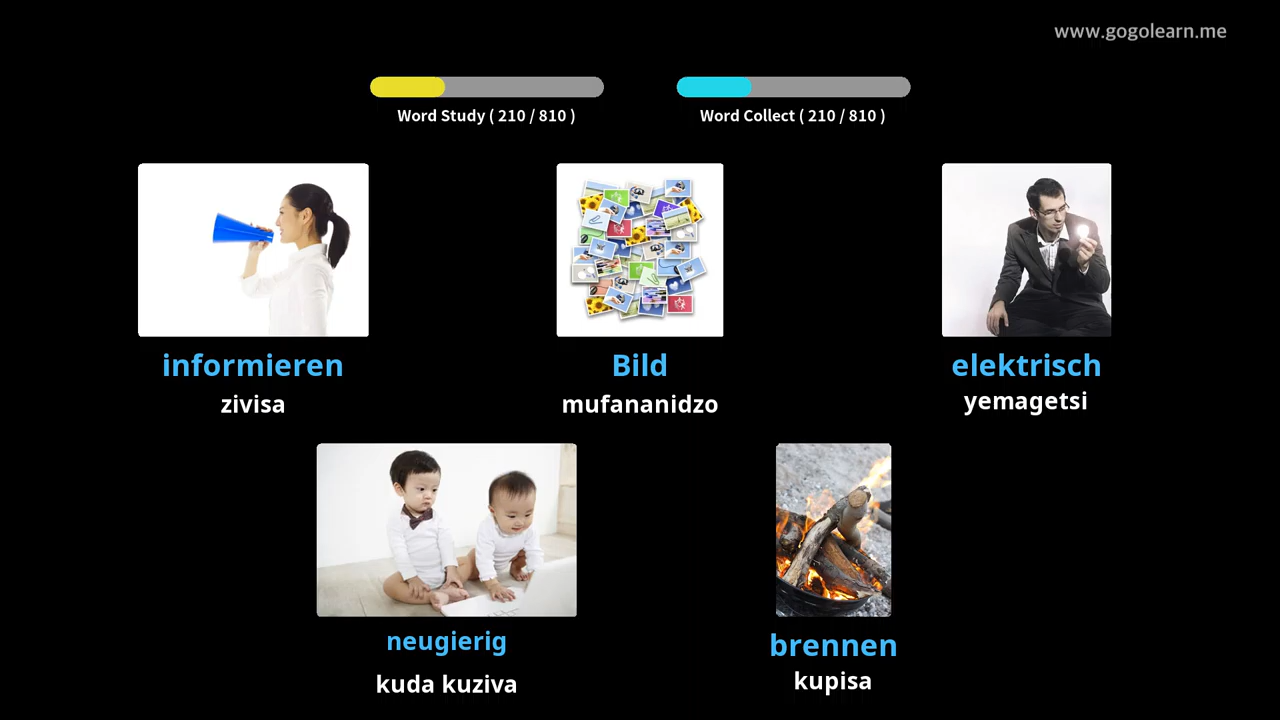 www.gogolearn.me
Word Study ( 210 / 810 )
Word Collect ( 210 / 810 )
informieren
zivisa
Bild
mufananidzo
elektrisch
yemagetsi
neugierig
kuda kuziva
brennen
kupisa